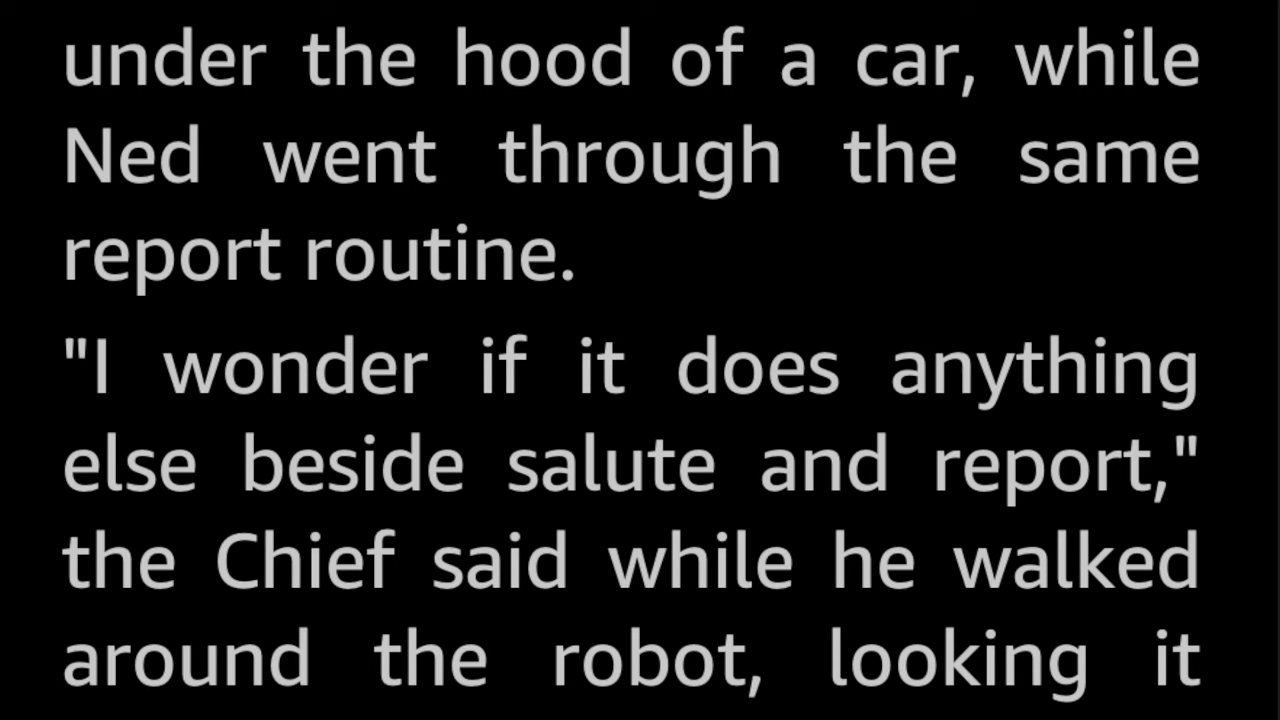 under the hood of a car, while
Ned went through the same
report routine.
"I wonder if it does anything
else beside salute and report,"
the Chief said while he walked
around the robot, looking it